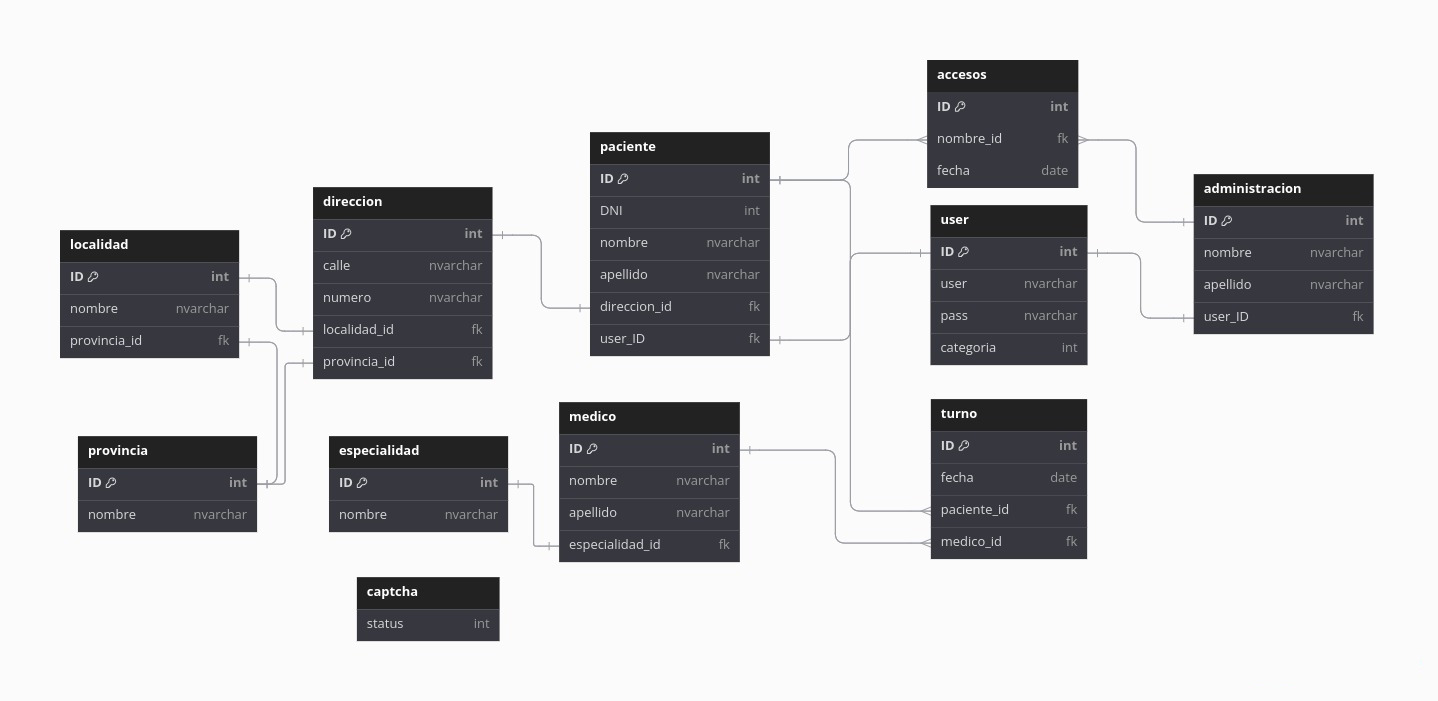 localidad
ID int
nombre nvarchar
provincia_id fk
provincia
ID int
nombre nvarchar
direccion
ID int
calle nvarchar
numero nvarchar
localidad_id fk
provincia_id fk
especialidad
ID int
nombre nvarchar
captcha
status int
paciente
ID int
DNI int
nombre nvarchar
apellido nvarchar
direccion_id fk
user_ID fk
medico
ID int
nombre nvarchar
apellido nvarchar
especialidad_id fk
accesos
ID int
nombre_id fk
fecha date
user
ID int
user nvarchar
pass nvarchar
categoria int
turno
ID int
fecha date
paciente_id fk
medico_id fk
administracion
ID int
nombre nvarchar
apellido nvarchar
user_ID fk